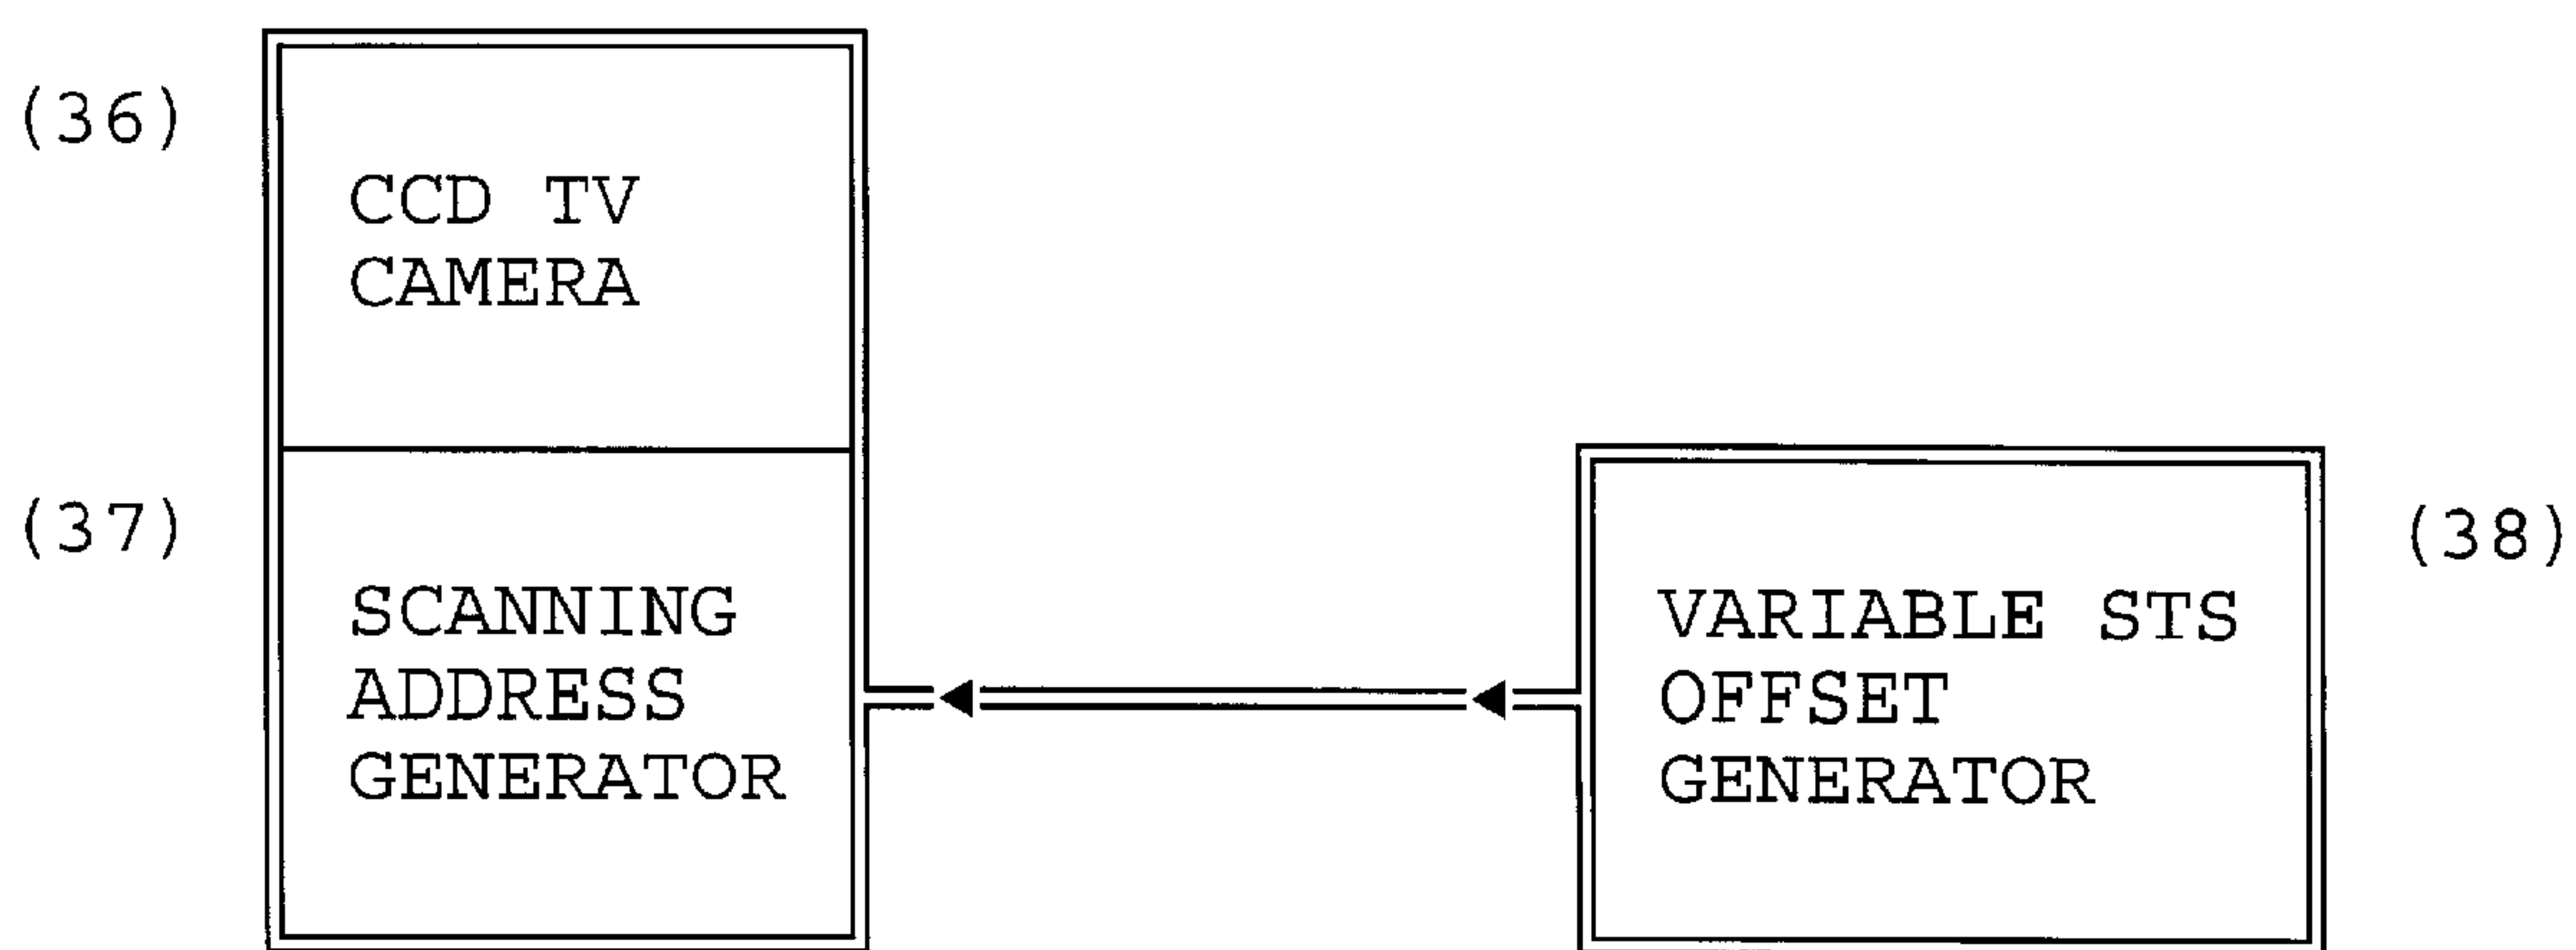 (36)
CCD TV
CAMERA
(37)
SCANNING
ADDRESS
GENERATOR
VARIABLE STS
OFFSET
GENERATOR
(38)